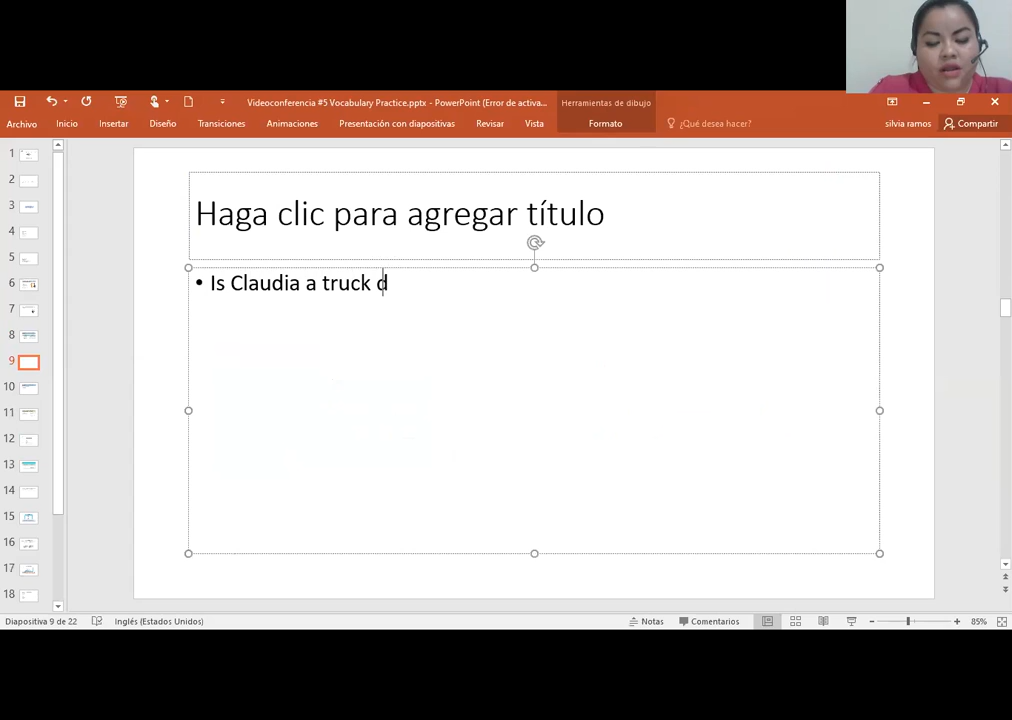 Videoconferencia #5 Vocabulary Practice.pptx - PowerPoint (Error de activa...
Herramientas de dibujo
Archivo
Inicio
Insertar
Diseño
Transiciones
Animaciones
Presentación con diapositivas
Revisar
Vista
Formato
¿Qué desea hacer?
silvia ramos
Compartir
1
2
3
4
5
6
7
8
9
10
11
12
13
14
15
16
17
18
Haga clic para agregar título
• Is Claudia a truck d
Diapositiva 9 de 22
Inglés (Estados Unidos)
Notas
Comentarios
85%